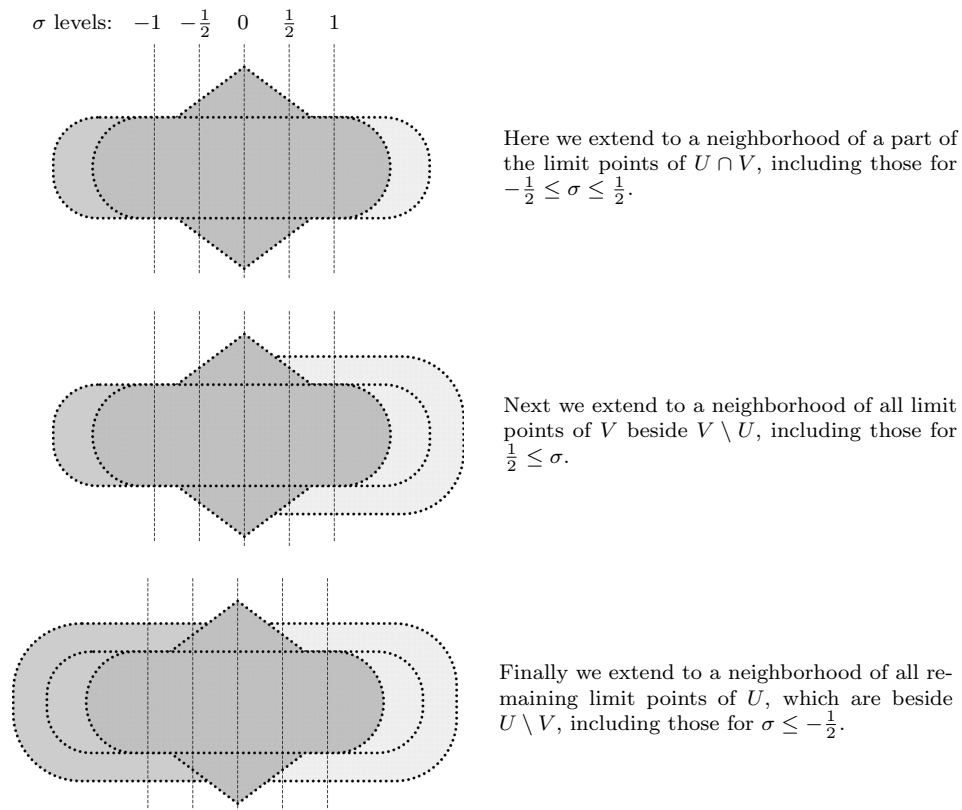 σ levels: −1 −1/2 0 1/2 1
Here we extend to a neighborhood of a part of
the limit points of U ∩ V, including those for
−1/2 ≤ σ ≤ 1/2.
Next we extend to a neighborhood of all limit
points of V beside V \ U, including those for
1/2 ≤ σ.
Finally we extend to a neighborhood of all re-
maining limit points of U, which are beside
U \ V, including those for σ ≤ −1/2.